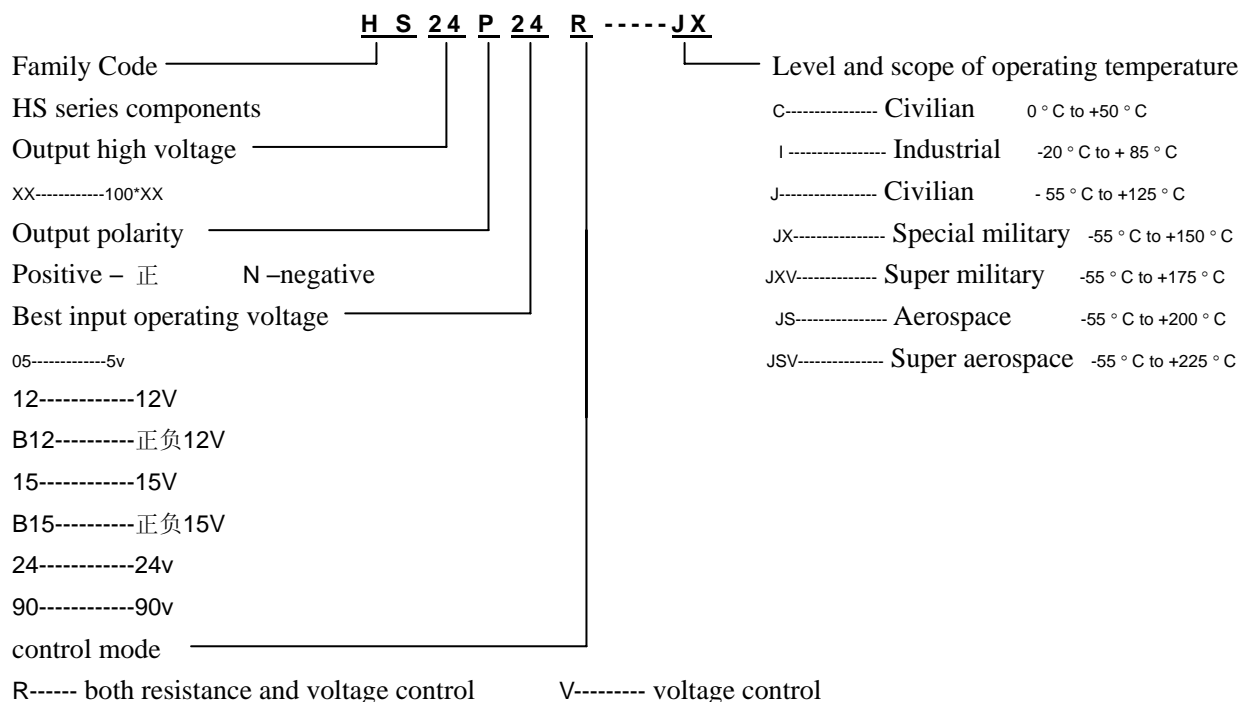 HS24P24R-----JX
Family Code
HS series components
Output high voltage
XX------------100*XX
Output polarity
Positive – 正 N –negative
Best input operating voltage
05-------------5v
12------------12V
B12----------正负12V
15------------15V
B15----------正负15V
24------------24v
90------------90v
control mode
R------ both resistance and voltage control V--------- voltage control
Level and scope of operating temperature
C---------------- Civilian 0 ° C to +50 ° C
I ----------------- Industrial -20 ° C to + 85 ° C
J----------------- Civilian - 55 ° C to +125 ° C
JX---------------- Special military -55 ° C to +150 ° C
JXV-------------- Super military -55 ° C to +175 ° C
JS---------------- Aerospace -55 ° C to +200 ° C
JSV--------------- Super aerospace -55 ° C to +225 ° C